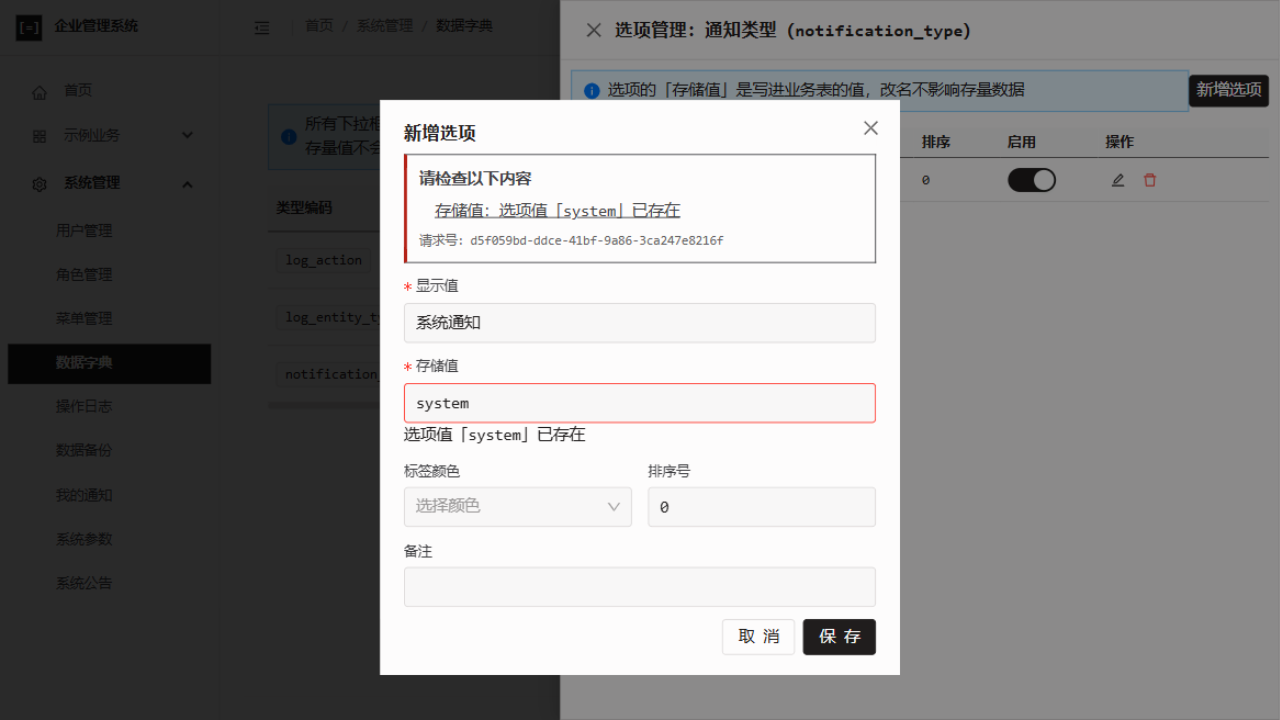 [=] 企业管理系统
首页
示例业务
系统管理
用户管理
角色管理
菜单管理
数据字典
操作日志
数据备份
我的通知
系统参数
系统公告
首页 / 系统管理 / 数据字典
所有下拉框
存量值不会
类型编码
log_action
log_entity_ty
notification_
选项管理：通知类型（notification_type）
选项的「存储值」是写进业务表的值，改名不影响存量数据
新增选项
排序 启用 操作
0
新增选项
请检查以下内容
存储值：选项值「system」已存在
请求号：d5f059bd-ddce-41bf-9a86-3ca247e8216f
* 显示值
系统通知
* 存储值
system
选项值「system」已存在
标签颜色 排序号
选择颜色 0
备注
取 消 保 存